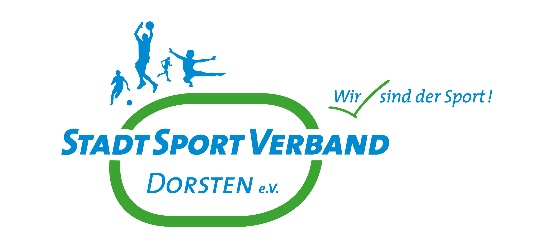 Wir sind der Sport!
STADTSPORTVERBAND
DORSTEN e.V.